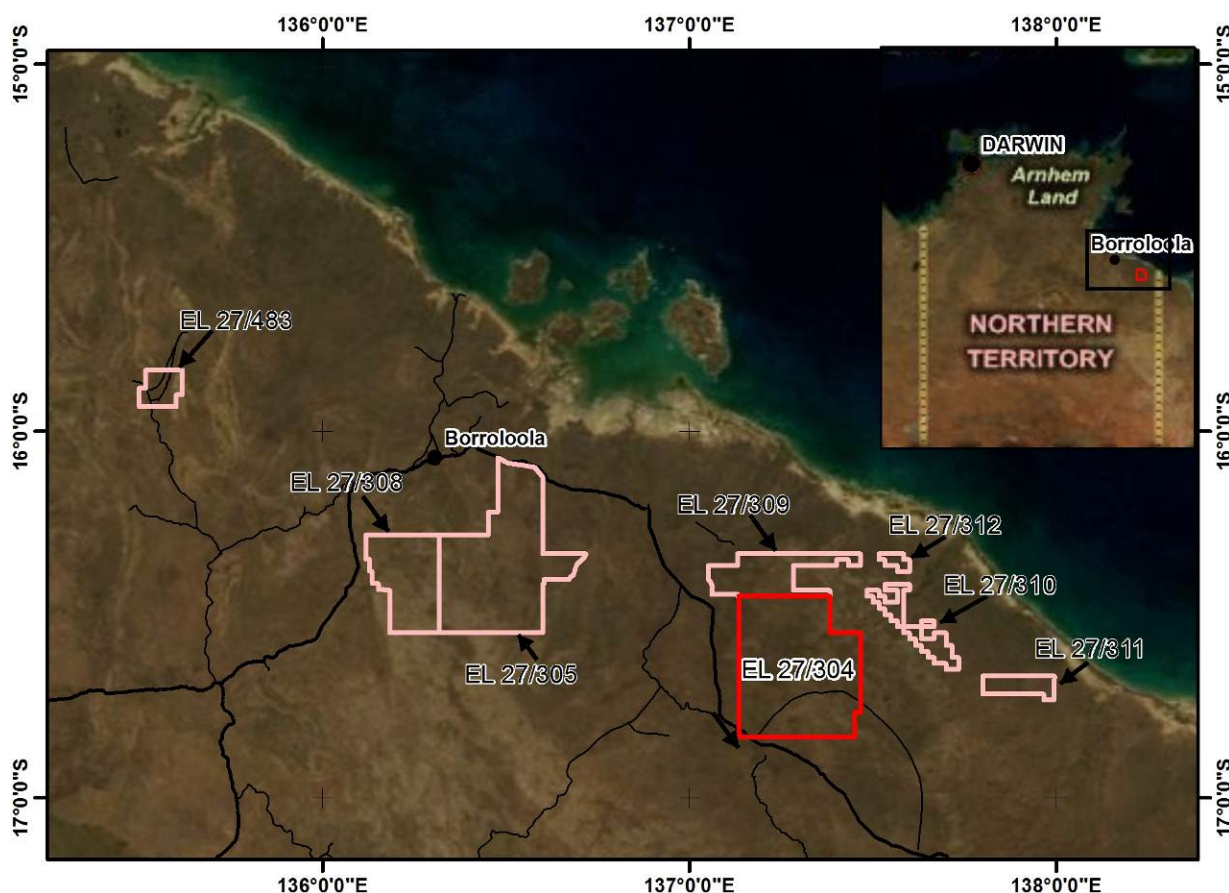 136°0'0"E
137°0'0"E
138°0'0"E
15°0'0"S
15°0'0"S
DARWIN
Arnhem
Land
Borroloola
NORTHERN
TERRITORY
EL 27/483
16°0'0"S
16°0'0"S
Borroloola
EL 27/308
EL 27/309
EL 27/312
EL 27/310
EL 27/305
EL 27/304
EL 27/311
17°0'0"S
17°0'0"S
136°0'0"E
137°0'0"E
138°0'0"E